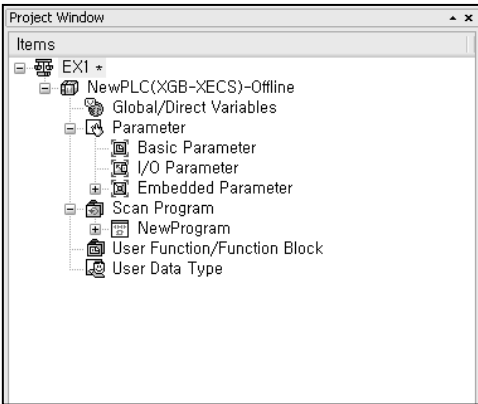 Project Window
Items
EX1 *
NewPLC(XGB-XECS)-Offline
Global/Direct Variables
Parameter
Basic Parameter
I/O Parameter
Embedded Parameter
Scan Program
NewProgram
User Function/Function Block
User Data Type